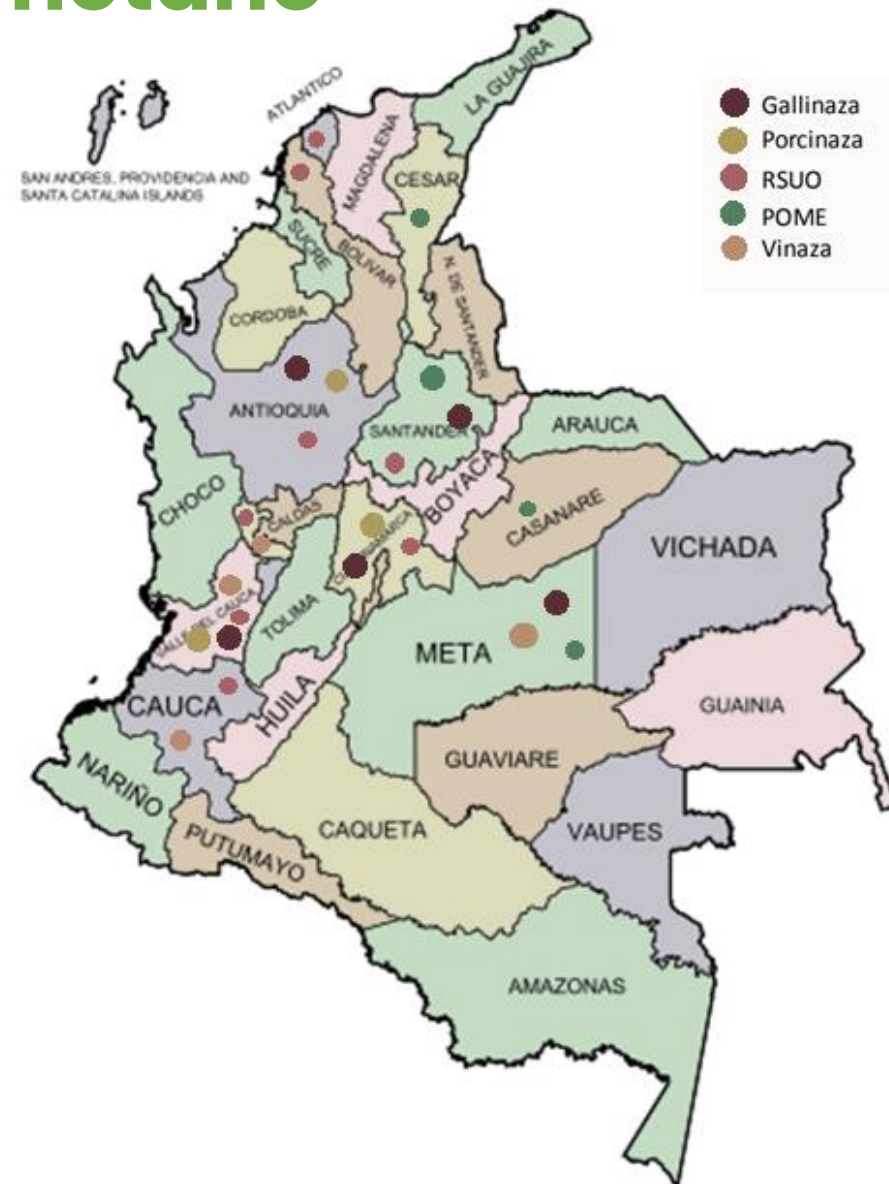 ATLANTICO
LA GUAJIRA
Gallinaza
Porcinaza
RSUO
POME
Vinaza
SAN ANDRES, PROVIDENCIA AND
SANTA CATALINA ISLANDS
MAGDALENA
CESAR
SUCRE
BOLIVAR
N. DE SANTANDER
CORDOBA
ANTIOQUIA
SANTANDER
ARAUCA
BOYACA
CHOCO
CALDAS
CASANARE
VICHADA
VALLE DEL CAUCA
TOLIMA
META
CAUCA
HUILA
GUAINIA
NARIÑO
GUAVIARE
PUTUMAYO
CAQUETA
VAUPES
AMAZONAS